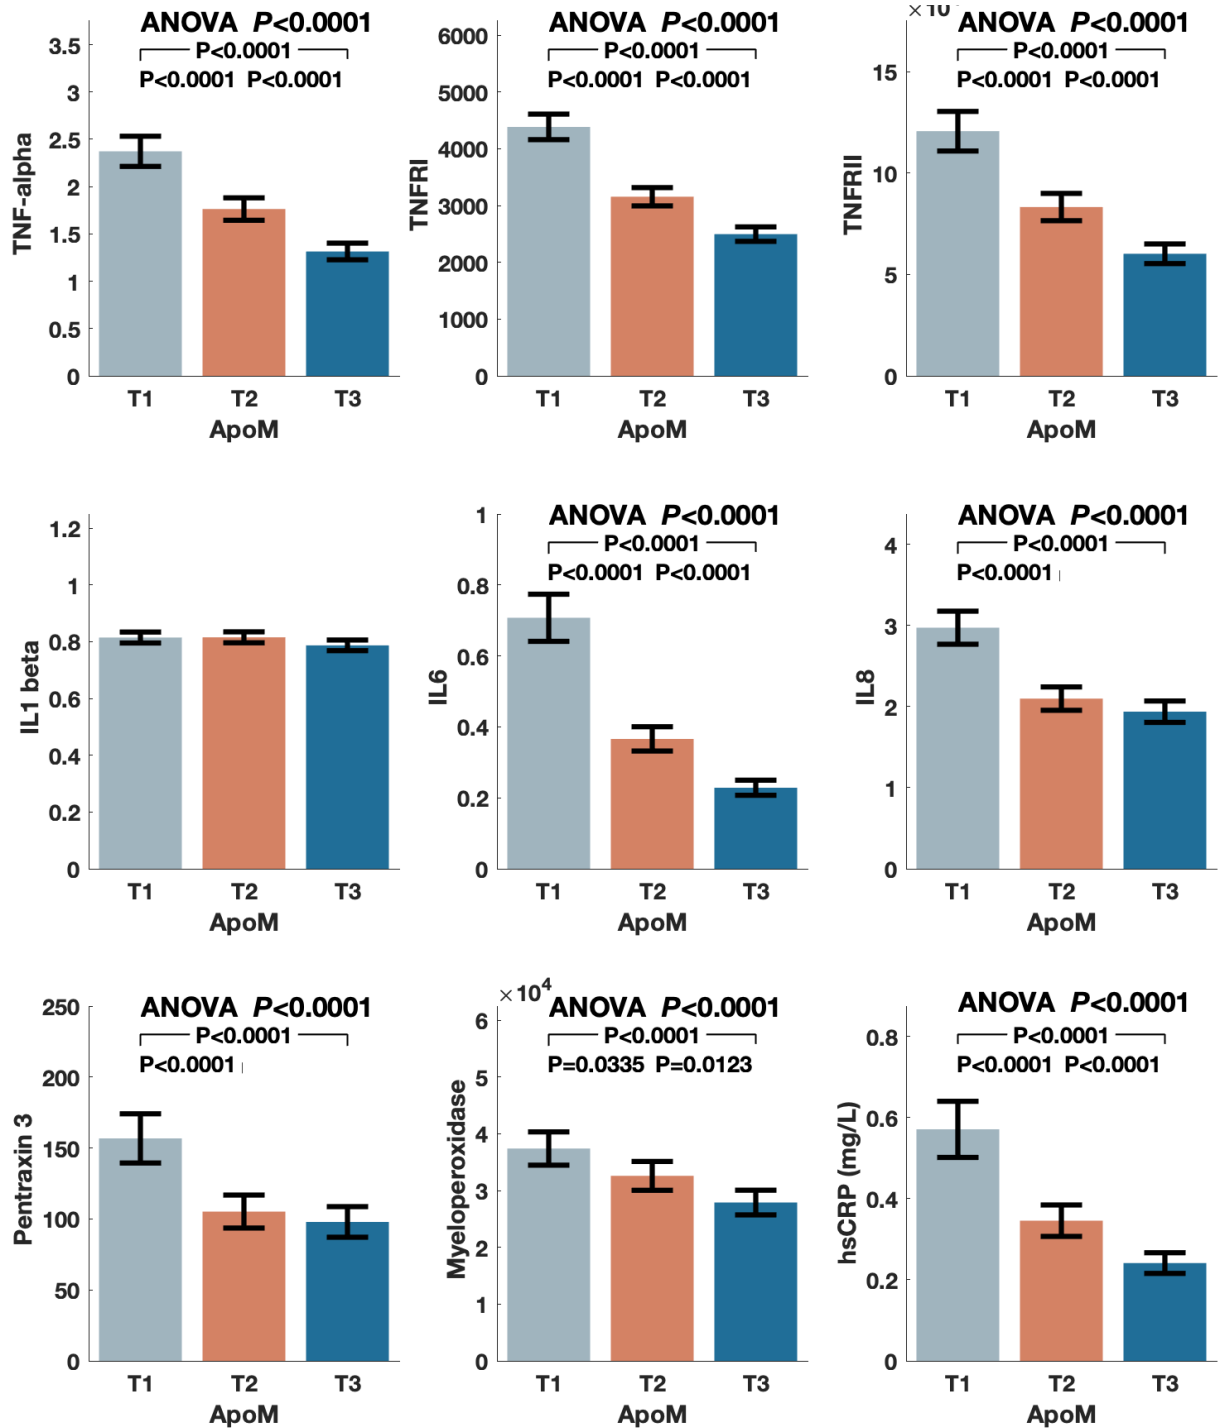 ANOVA P<0.0001
P<0.0001
P<0.0001 P<0.0001
3.5
3
2.5
2
1.5
1
0.5
0
TNF-alpha
T1 T2 T3
ApoM
ANOVA P<0.0001
P<0.0001
P<0.0001 P<0.0001
6000
5000
4000
3000
2000
1000
0
TNFRI
T1 T2 T3
ApoM
×10
ANOVA P<0.0001
P<0.0001
P<0.0001 P<0.0001
15
10
5
0
TNFRII
T1 T2 T3
ApoM
1.2
1
0.8
0.6
0.4
0.2
0
IL1 beta
T1 T2 T3
ApoM
ANOVA P<0.0001
P<0.0001
P<0.0001 P<0.0001
1
0.8
0.6
0.4
0.2
0
IL6
T1 T2 T3
ApoM
ANOVA P<0.0001
P<0.0001
P<0.0001
4
3
2
1
0
IL8
T1 T2 T3
ApoM
ANOVA P<0.0001
P<0.0001
P<0.0001
250
200
150
100
50
0
Pentraxin 3
T1 T2 T3
ApoM
×10⁴
ANOVA P<0.0001
P<0.0001
P=0.0335 P=0.0123
6
5
4
3
2
1
0
Myeloperoxidase
T1 T2 T3
ApoM
ANOVA P<0.0001
P<0.0001
P<0.0001 P<0.0001
0.8
0.6
0.4
0.2
0
hsCRP (mg/L)
T1 T2 T3
ApoM